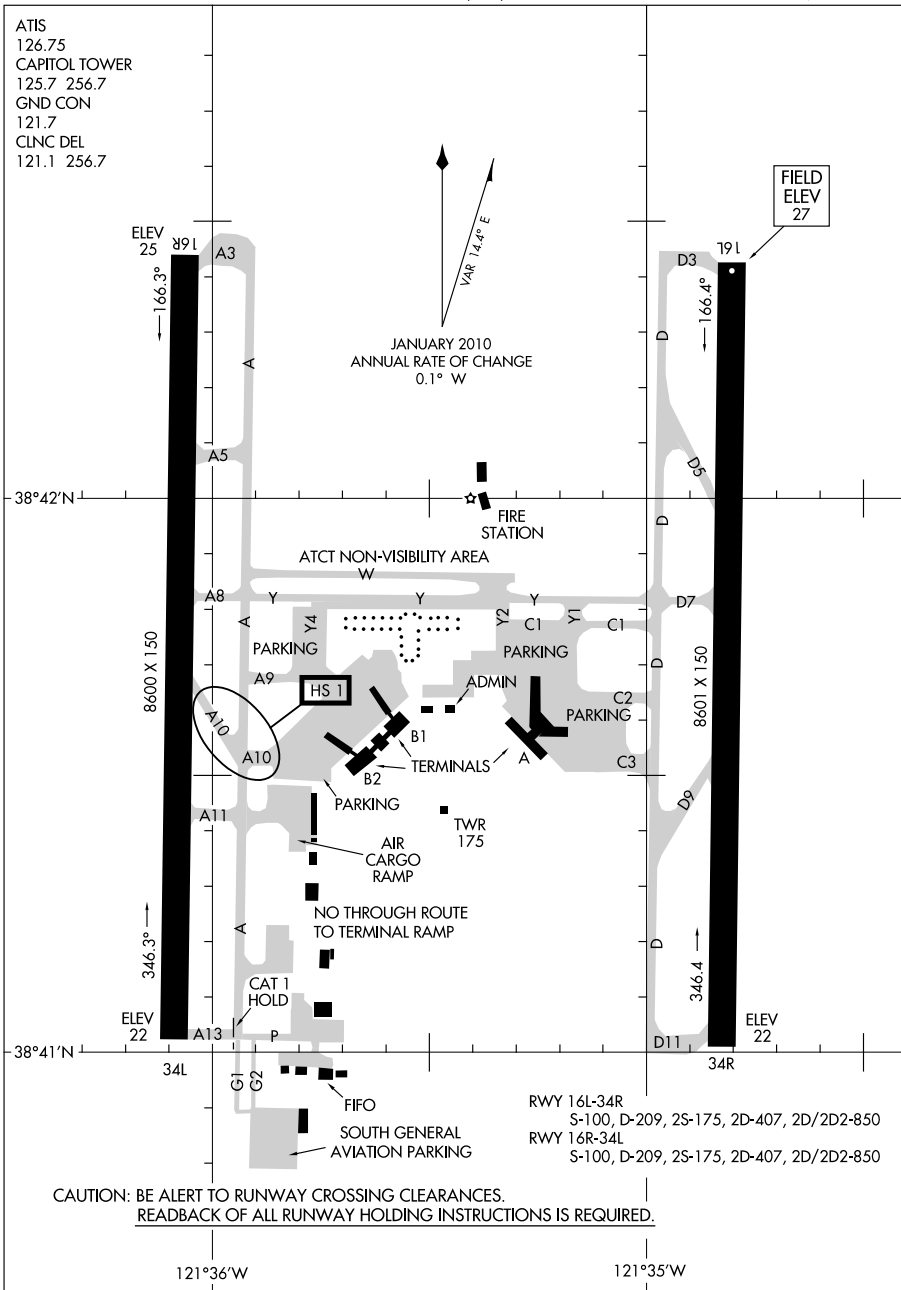 ATIS
126.75
CAPITOL TOWER
125.7 256.7
GND CON
121.7
CLNC DEL
121.1 256.7
VAR 14.4° E
JANUARY 2010
ANNUAL RATE OF CHANGE
0.1° W
FIELD
ELEV
27
ELEV
25
16R
A3
166.3°
A
16L
D3
166.4°
D
A5
D5
38°42'N
FIRE
STATION
D
ATCT NON-VISIBILITY AREA
W
A8
Y
Y
Y
D7
A
Y4
Y2
C1
Y1
C1
PARKING
PARKING
D
8600 X 150
8601 X 150
A9
HS 1
ADMIN
C2
PARKING
A10
A10
B1
B2
TERMINALS
A
C3
PARKING
D9
A11
TWR
175
AIR
CARGO
RAMP
NO THROUGH ROUTE
TO TERMINAL RAMP
A
D
346.3°
346.4
CAT 1
HOLD
ELEV
22
A13
P
D11
ELEV
22
38°41'N
34L
34R
G1
G2
FIFO
SOUTH GENERAL
AVIATION PARKING
RWY 16L-34R
S-100, D-209, 2S-175, 2D-407, 2D/2D2-850
RWY 16R-34L
S-100, D-209, 2S-175, 2D-407, 2D/2D2-850
CAUTION: BE ALERT TO RUNWAY CROSSING CLEARANCES.
READBACK OF ALL RUNWAY HOLDING INSTRUCTIONS IS REQUIRED.
121°36'W
121°35'W